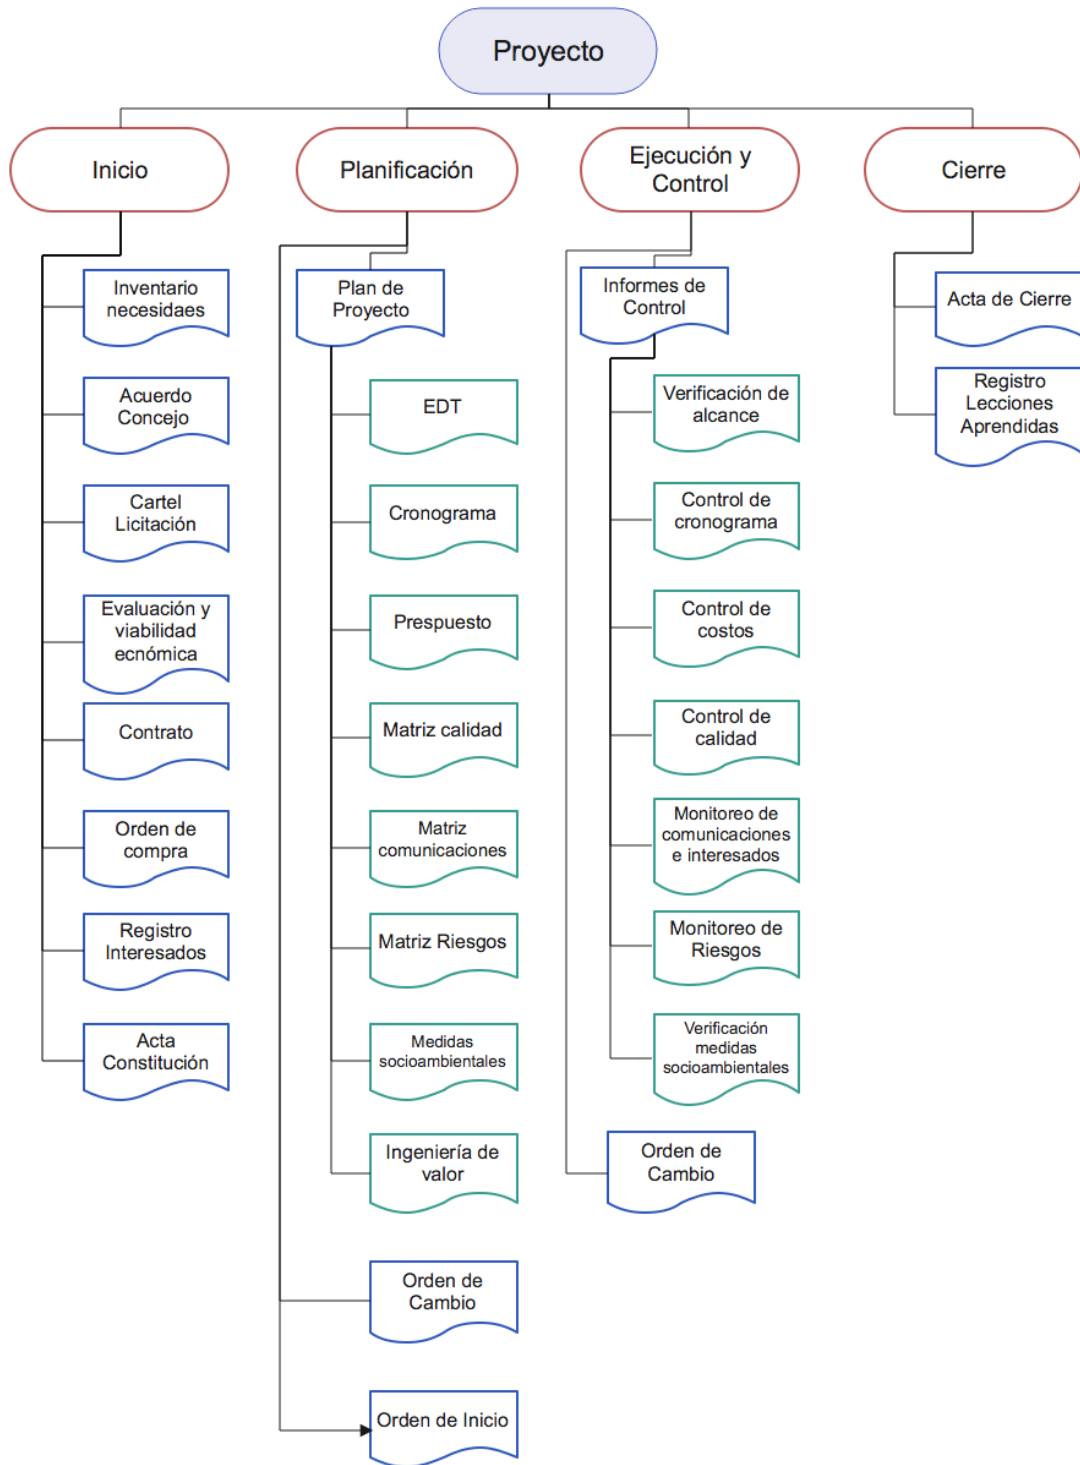 Proyecto
Inicio
Planificación
Ejecución y
Control
Cierre
Inventario
necesidaes
Acuerdo
Concejo
Cartel
Licitación
Evaluación y
viabilidad
ecnómica
Contrato
Orden de
compra
Registro
Interesados
Acta
Constitución
Plan de
Proyecto
EDT
Cronograma
Prespuesto
Matriz calidad
Matriz
comunicaciones
Matriz Riesgos
Medidas
socioambientales
Ingeniería de
valor
Orden de
Cambio
Orden de Inicio
Informes de
Control
Verificación de
alcance
Control de
cronograma
Control de
costos
Control de
calidad
Monitoreo de
comunicaciones
e interesados
Monitoreo de
Riesgos
Verificación
medidas
socioambientales
Orden de
Cambio
Acta de Cierre
Registro
Lecciones
Aprendidas